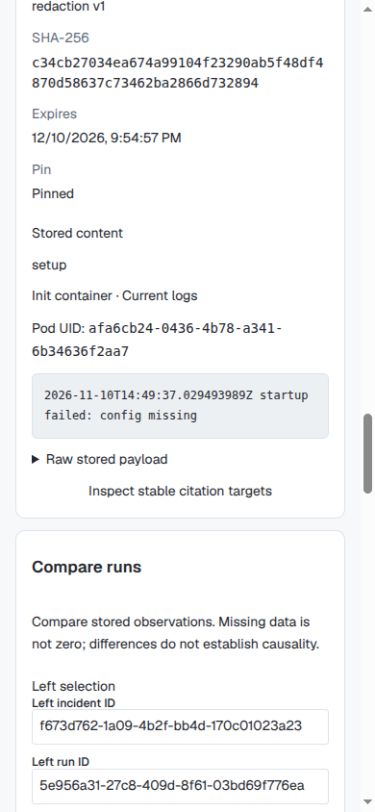 redaction v1
SHA-256
c34cb27034ea674a99104f23290ab5f48df4
870d58637c73462ba2866d732894
Expires
12/10/2026, 9:54:57 PM
Pin
Pinned
Stored content
setup
Init container · Current logs
Pod UID: afa6cb24-0436-4b78-a341-
6b34636f2aa7
2026-11-10T14:49:37.029493989Z startup
failed: config missing
▶ Raw stored payload
Inspect stable citation targets
Compare runs
Compare stored observations. Missing data is
not zero; differences do not establish causality.
Left selection
Left incident ID
f673d762-1a09-4b2f-bb4d-170c01023a23
Left run ID
5e956a31-27c8-409d-8f61-03bd69f776ea